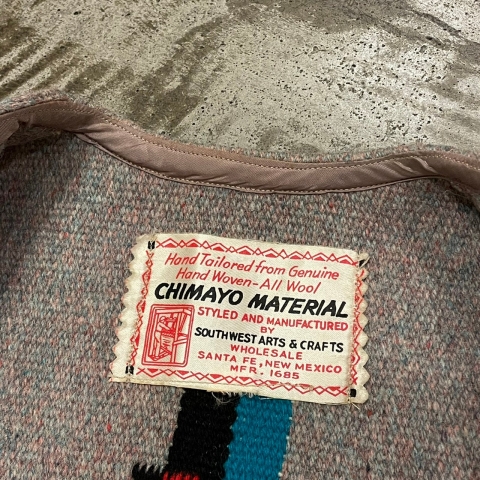 Hand Tailored from Genuine
Hand Woven-All Wool
CHIMAYO MATERIAL
STYLED AND MANUFACTURED
BY
SOUTHWEST ARTS & CRAFTS
WHOLESALE
SANTA FE, NEW MEXICO
MFR. 1685